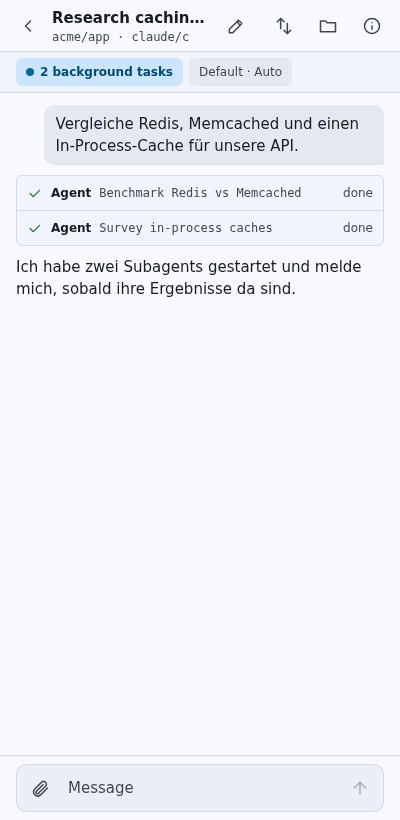 Research cachin…
acme/app · claude/c
2 background tasks
Default · Auto
Vergleiche Redis, Memcached und einen
In-Process-Cache für unsere API.
Agent Benchmark Redis vs Memcached done
Agent Survey in-process caches done
Ich habe zwei Subagents gestartet und melde
mich, sobald ihre Ergebnisse da sind.
Message